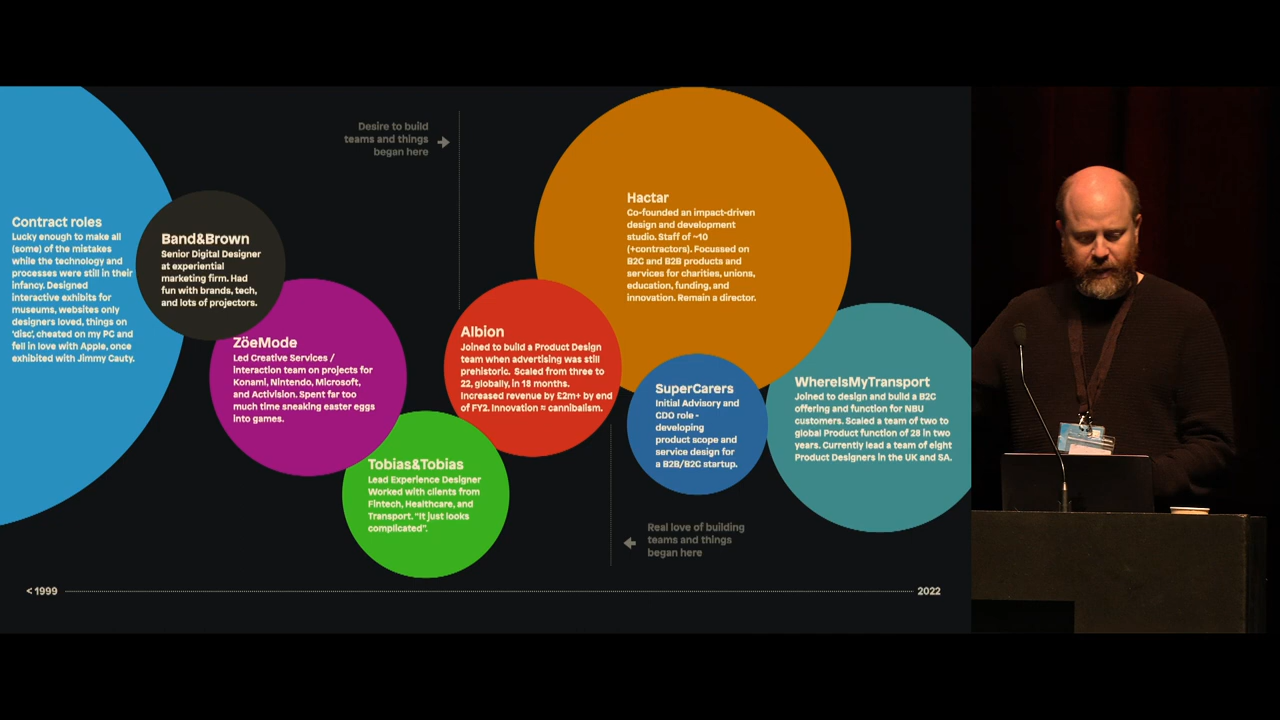 Desire to build
teams and things
began here
Contract roles
Lucky enough to make all
(some) of the mistakes
while the technology and
processes were still in their
infancy. Designed
interactive exhibits for
museums, websites only
designers loved, things on
'disc', cheated on my PC and
fell in love with Apple, once
exhibited with Jimmy Cauty.
Band&Brown
Senior Digital Designer
at experiential
marketing firm. Had
fun with brands, tech,
and lots of projectors.
ZöeMode
Led Creative Services /
interaction team on projects for
Konami, Nintendo, Microsoft,
and Activision. Spent far too
much time sneaking easter eggs
into games.
Tobias&Tobias
Lead Experience Designer
Worked with clients from
Fintech, Healthcare, and
Transport. "It just looks
complicated".
Albion
Joined to build a Product Design
team when advertising was still
prehistoric. Scaled from three to
22, globally, in 18 months.
Increased revenue by £2m+ by end
of FY2. Innovation ≈ cannibalism.
Hactar
Co-founded an impact-driven
design and development
studio. Staff of ~10
(+contractors). Focussed on
B2C and B2B products and
services for charities, unions,
education, funding, and
innovation. Remain a director.
SuperCarers
Initial Advisory and
CDO role -
developing
product scope and
service design for
a B2B/B2C startup.
WhereIsMyTransport
Joined to design and build a B2C
offering and function for NBU
customers. Scaled a team of two to
global Product function of 28 in two
years. Currently lead a team of eight
Product Designers in the UK and SA.
Real love of building
teams and things
began here
< 1999
2022